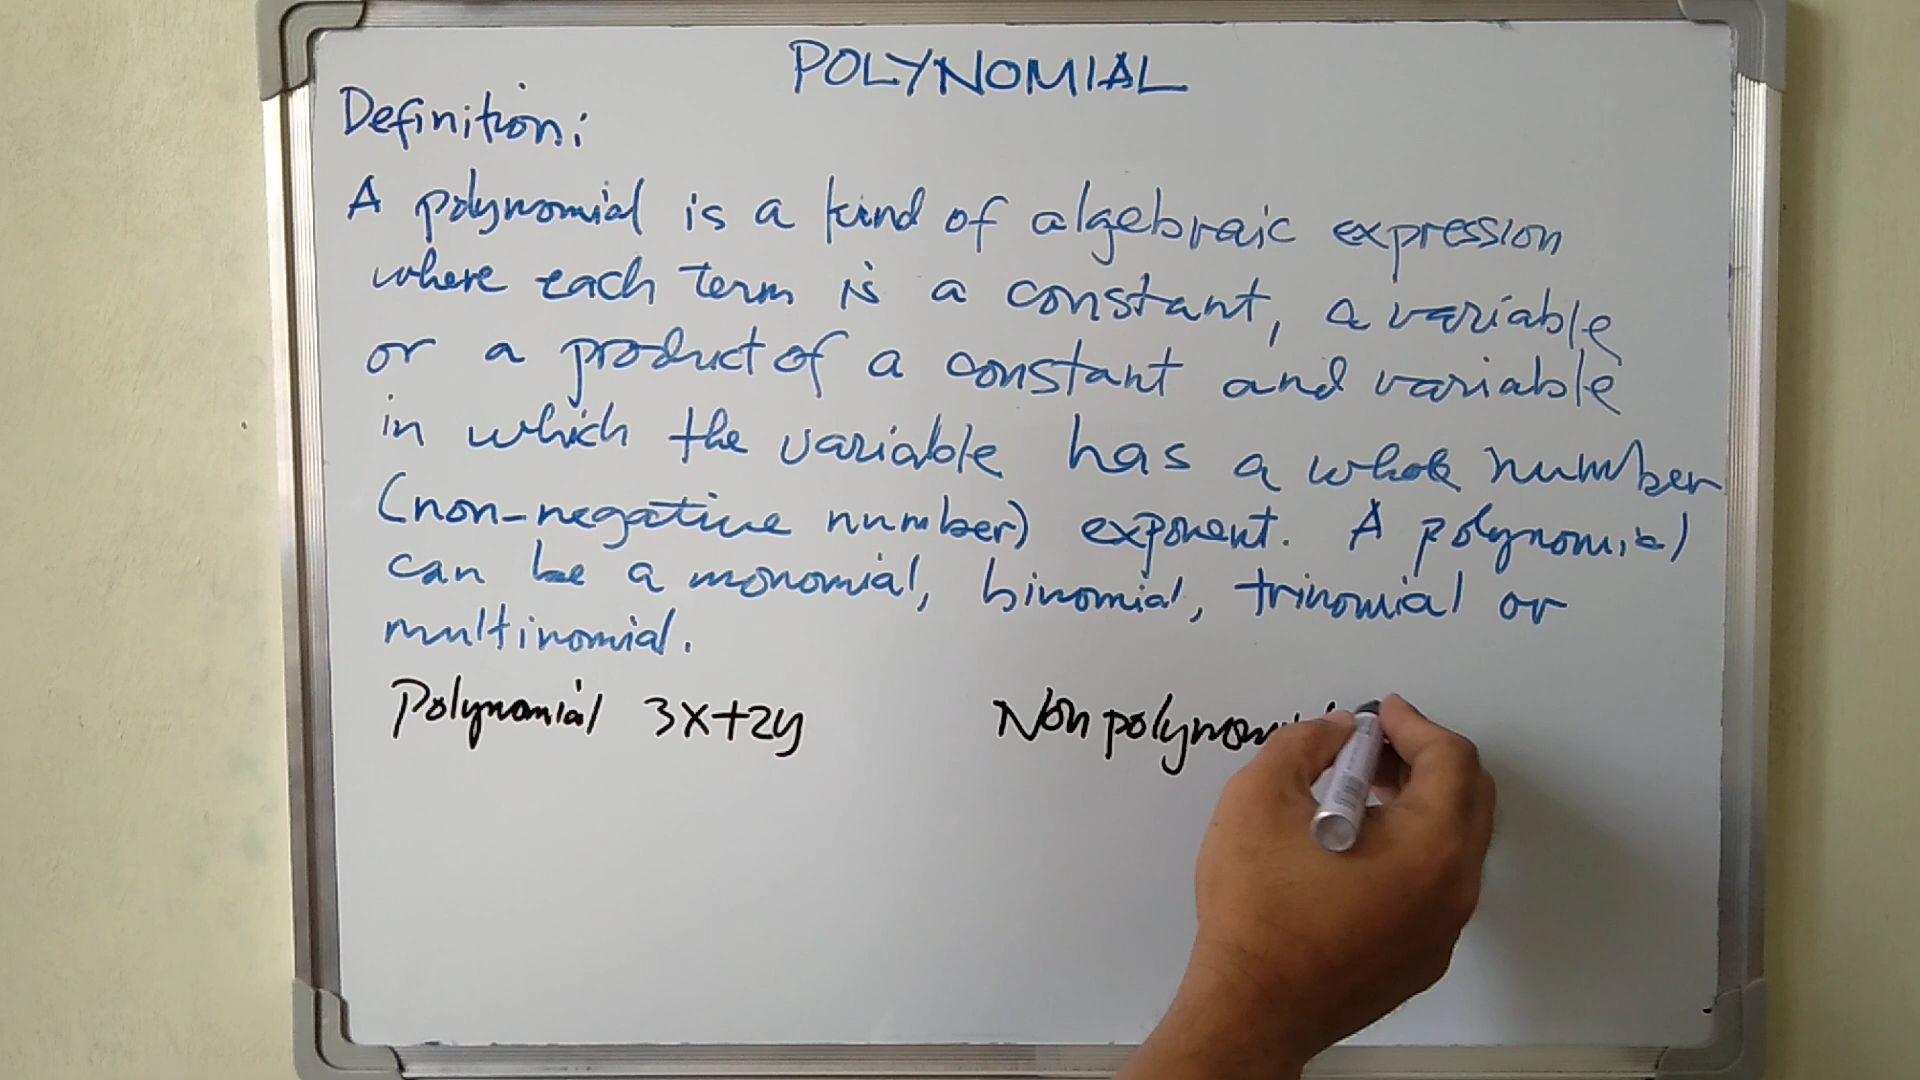 POLYNOMIAL
Definition:
A polynomial is a kind of algebraic expression
where each term is a constant, a variable
or a product of a constant and variable
in which the variable has a whole number
(non-negative number) exponent. A polynomial
can be a monomial, binomial, trinomial or
multinomial.
Polynomial 3x+2y Non